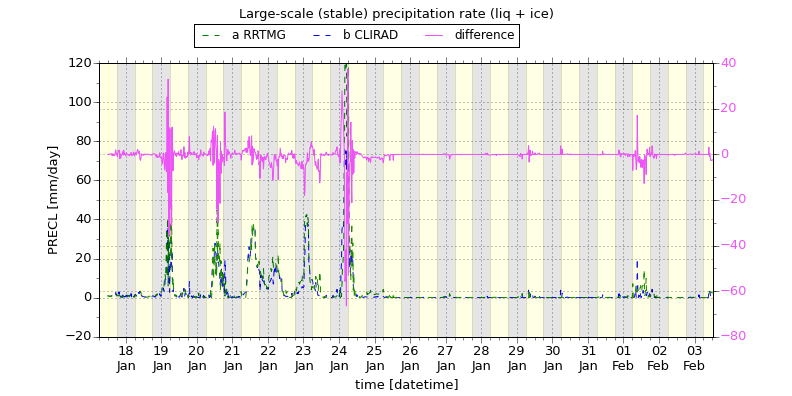 Large-scale (stable) precipitation rate (liq + ice)
a RRTMG b CLIRAD difference
120
100
80
60
40
20
0
−20
PRECL [mm/day]
40
20
0
−20
−40
−60
−80
18 19 20 21 22 23 24 25 26 27 28 29 30 31 01 02 03
Jan Jan Jan Jan Jan Jan Jan Jan Jan Jan Jan Jan Jan Jan Feb Feb Feb
time [datetime]